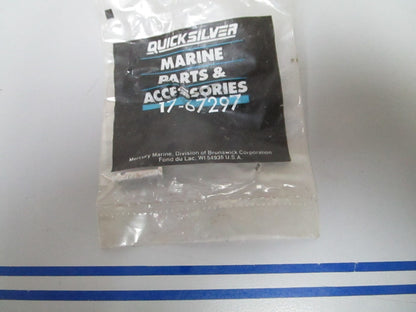 QUICKSILVER
MARINE
PARTS &
ACCESSORIES
17-67297
Mercury Marine, Division of Brunswick Corporation
Fond du Lac, WI 54935 U.S.A.